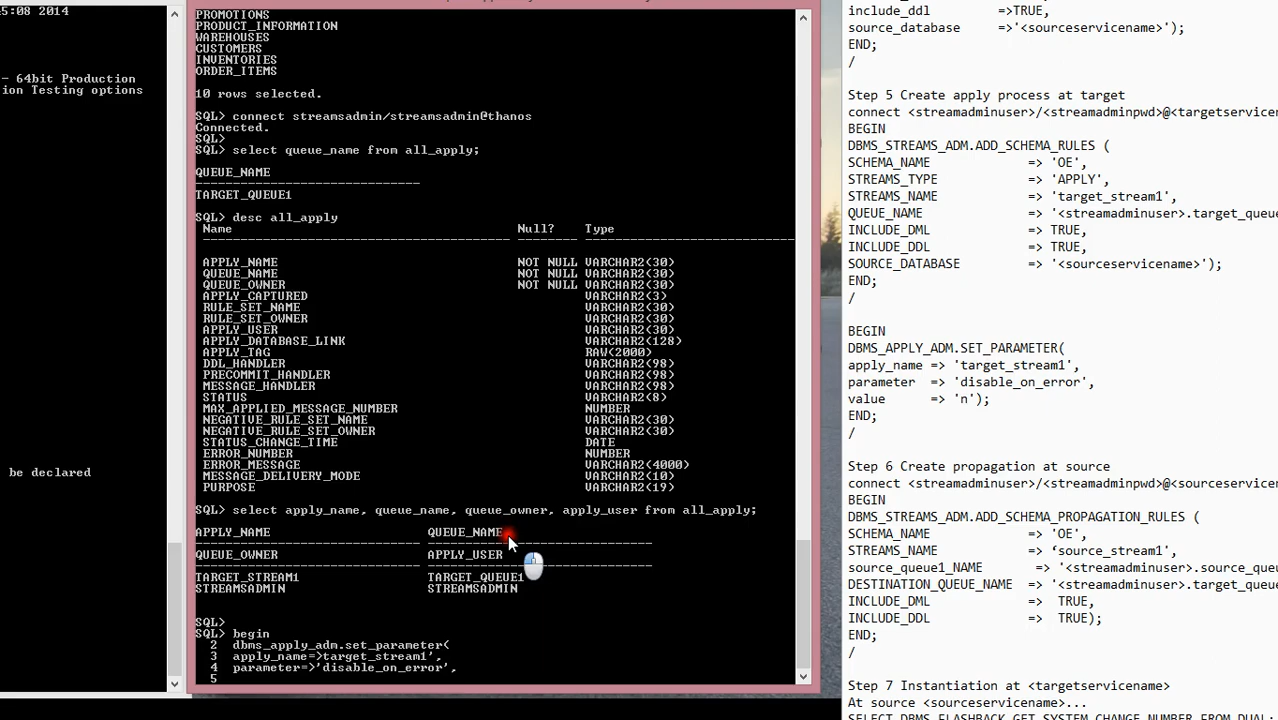 5:08 2014
- 64bit Production
ion Testing options
be declared
PROMOTIONS
PRODUCT_INFORMATION
WAREHOUSES
CUSTOMERS
INVENTORIES
ORDER_ITEMS
10 rows selected.
SQL> connect streamsadmin/streamsadmin@thanos
Connected.
SQL>
SQL> select queue_name from all_apply;
QUEUE_NAME
------------------------------
TARGET_QUEUE1
SQL> desc all_apply
Name Null? Type
APPLY_NAME NOT NULL VARCHAR2(30)
QUEUE_NAME NOT NULL VARCHAR2(30)
QUEUE_OWNER NOT NULL VARCHAR2(30)
APPLY_CAPTURED VARCHAR2(3)
RULE_SET_NAME VARCHAR2(30)
RULE_SET_OWNER VARCHAR2(30)
APPLY_USER VARCHAR2(30)
APPLY_DATABASE_LINK VARCHAR2(128)
APPLY_TAG RAW(2000)
DDL_HANDLER VARCHAR2(98)
PRECOMMIT_HANDLER VARCHAR2(98)
MESSAGE_HANDLER VARCHAR2(98)
STATUS VARCHAR2(8)
MAX_APPLIED_MESSAGE_NUMBER NUMBER
NEGATIVE_RULE_SET_NAME VARCHAR2(30)
NEGATIVE_RULE_SET_OWNER VARCHAR2(30)
STATUS_CHANGE_TIME DATE
ERROR_NUMBER NUMBER
ERROR_MESSAGE VARCHAR2(4000)
MESSAGE_DELIVERY_MODE VARCHAR2(10)
PURPOSE VARCHAR2(19)
SQL> select apply_name, queue_name, queue_owner, apply_user from all_apply;
APPLY_NAME QUEUE_NAME
QUEUE_OWNER APPLY_USER
TARGET_STREAM1 TARGET_QUEUE1
STREAMSADMIN STREAMSADMIN
SQL>
SQL> begin
2 dbms_apply_adm.set_parameter(
3 apply_name=>target_stream1',
4 parameter=>'disable_on_error',
5
include_ddl =>TRUE,
source_database =>'<sourceservicename>');
END;
/
Step 5 Create apply process at target
connect <streamadminuser>/<streamadminpwd>@<targetservicen
BEGIN
DBMS_STREAMS_ADM.ADD_SCHEMA_RULES (
SCHEMA_NAME => 'OE',
STREAMS_TYPE => 'APPLY',
STREAMS_NAME => 'target_stream1',
QUEUE_NAME => '<streamadminuser>.target_queue
INCLUDE_DML => TRUE,
INCLUDE_DDL => TRUE,
SOURCE_DATABASE => '<sourceservicename>');
END;
/
BEGIN
DBMS_APPLY_ADM.SET_PARAMETER(
apply_name => 'target_stream1',
parameter => 'disable_on_error',
value => 'n');
END;
/
Step 6 Create propagation at source
connect <streamadminuser>/<streamadminpwd>@<sourceservicen
BEGIN
DBMS_STREAMS_ADM.ADD_SCHEMA_PROPAGATION_RULES (
SCHEMA_NAME => 'OE',
STREAMS_NAME => ‘source_stream1',
source_queue1_NAME => '<streamadminuser>.source_queu
DESTINATION_QUEUE_NAME => '<streamadminuser>.target_queu
INCLUDE_DML => TRUE,
INCLUDE_DDL => TRUE);
END;
/
Step 7 Instantiation at <targetservicename>
At source <sourceservicename>...
SELECT DBMS_FLASHBACK.GET_SYSTEM_CHANGE_NUMBER FROM DUAL;